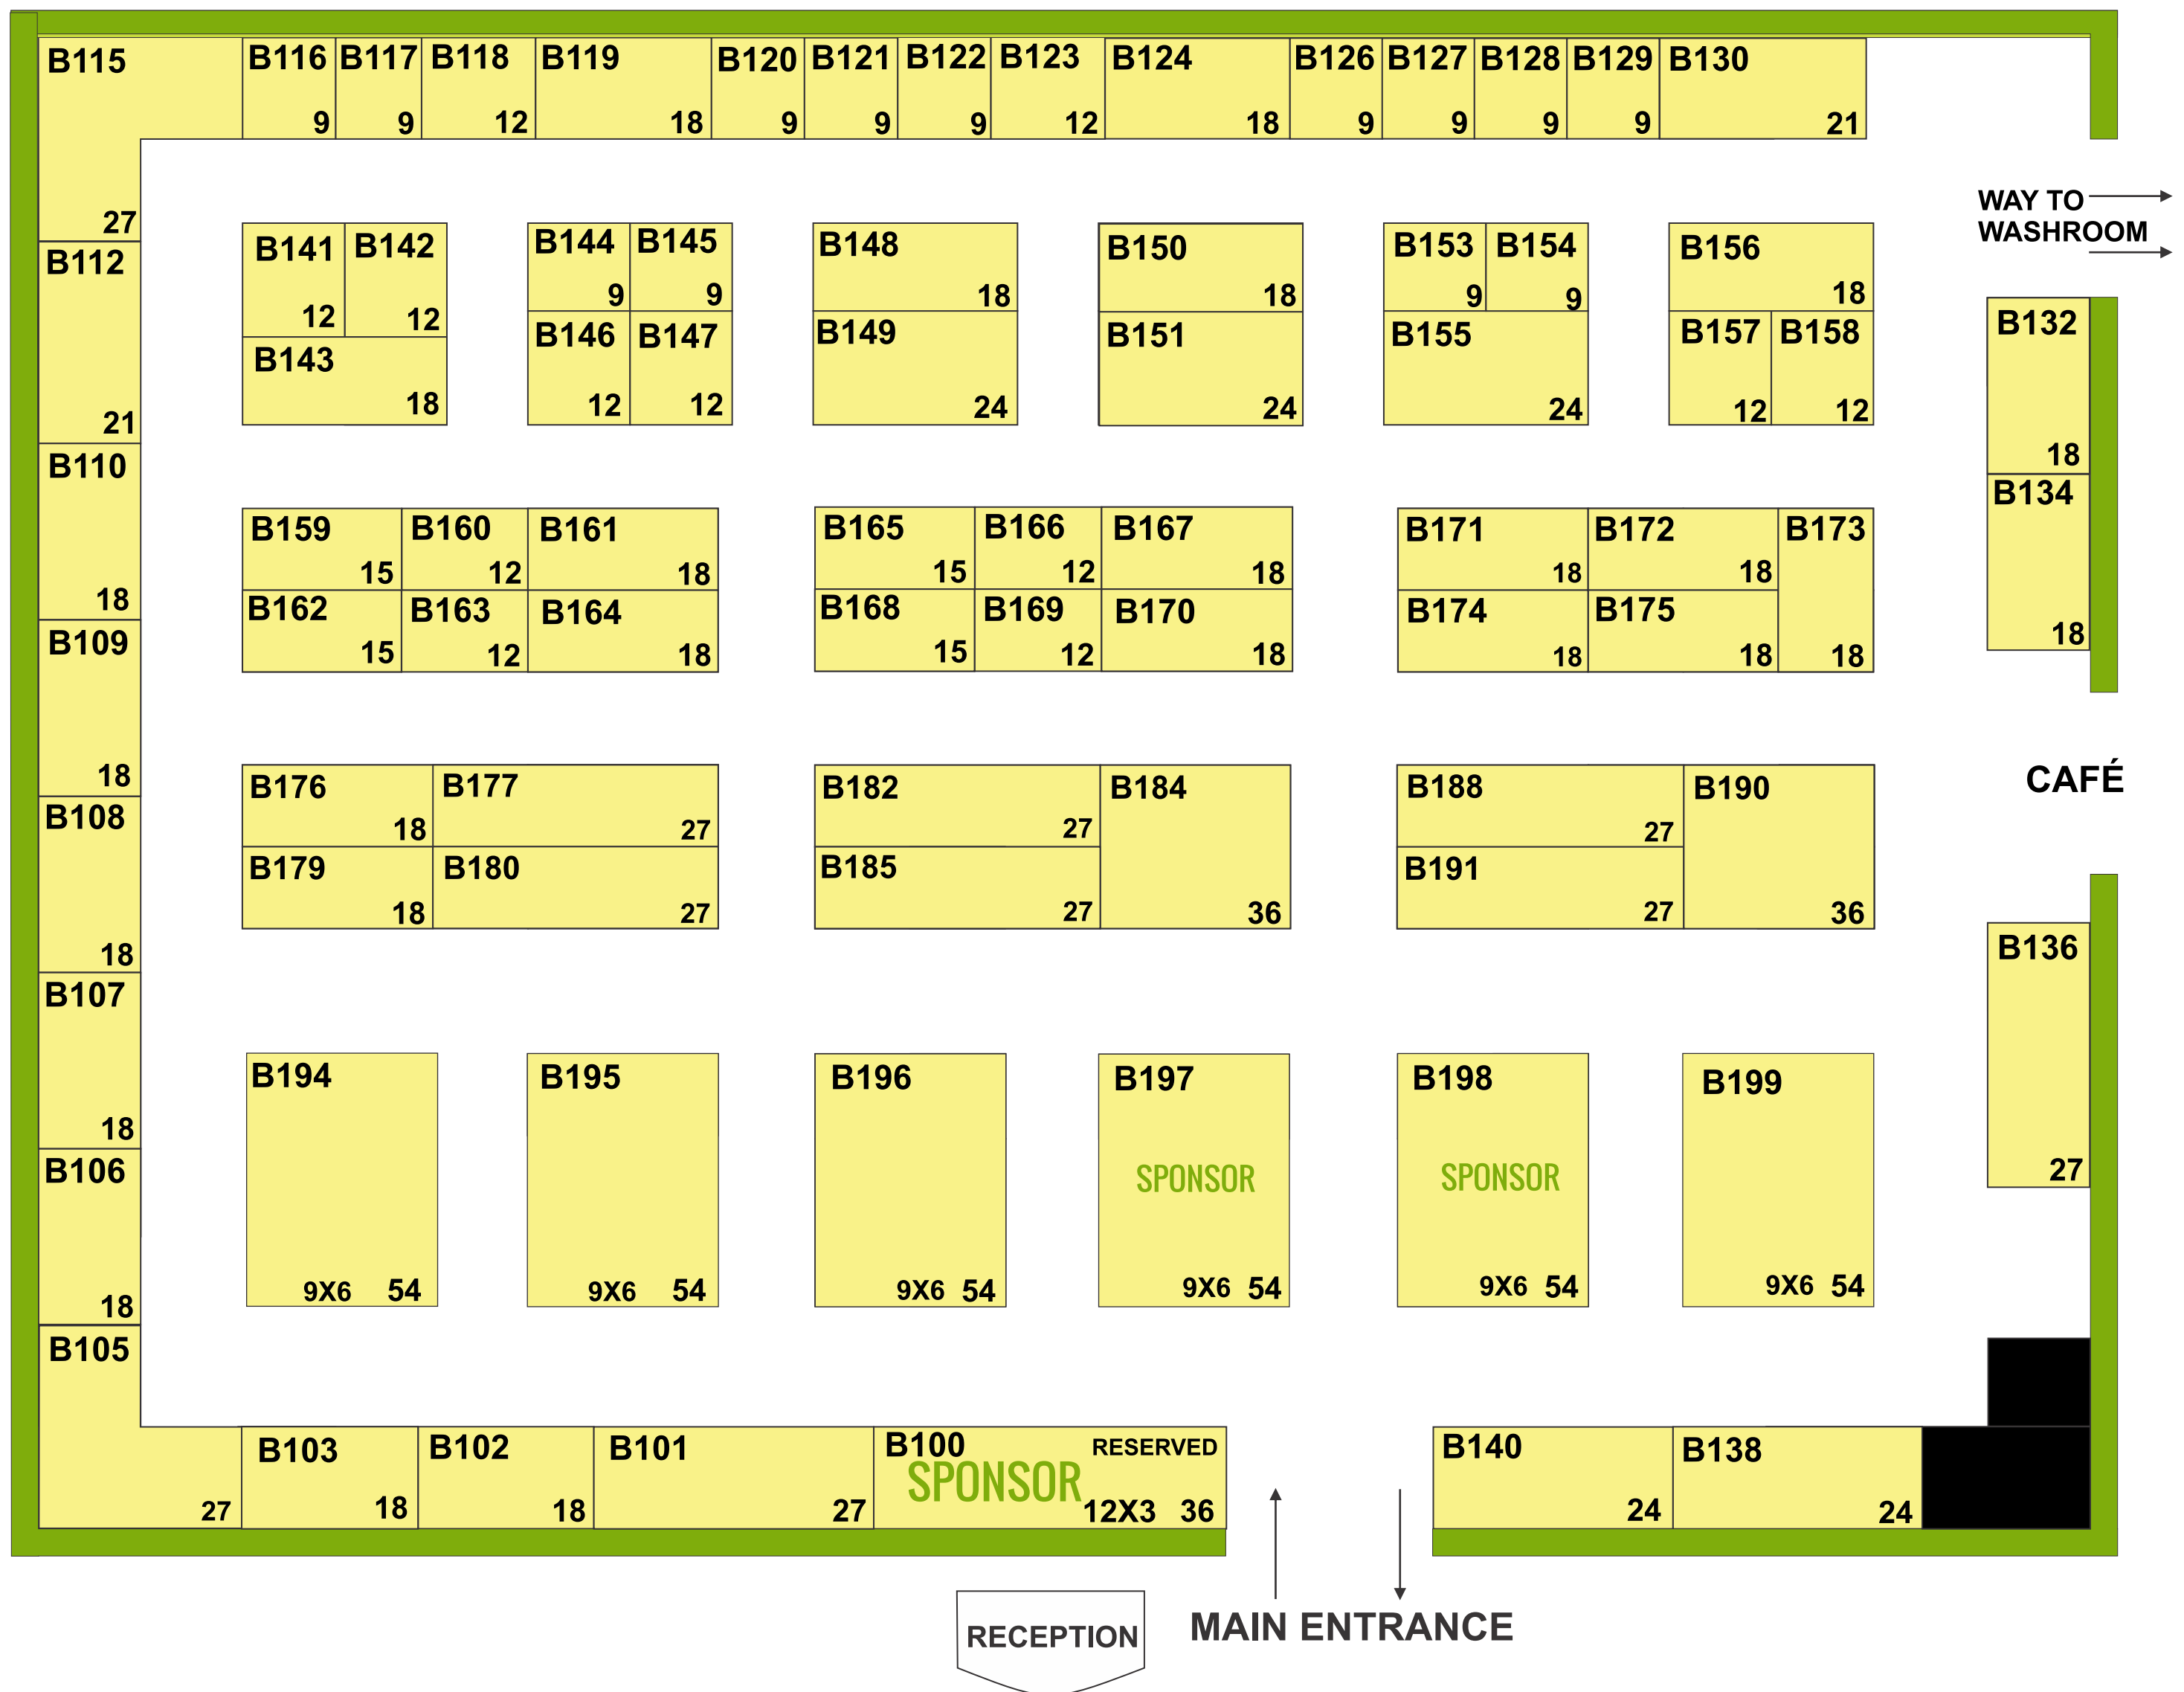 B115 B116 B117 B118 B119 B120 B121 B122 B123 B124 B126 B127 B128 B129 B130
9 9 12 18 9 9 9 12 18 9 9 9 9 21
27
WAY TO
WASHROOM
B112
21
B141 B142 B144 B145 B148 B150 B153 B154 B156
12 12 9 9 18 18 9 9 18
B143 B146 B147 B149 B151 B155 B157 B158
18 12 12 24 24 24 12 12
B132
18
B134
18
B110
18
B159 B160 B161 B165 B166 B167 B171 B172 B173
15 12 18 15 12 18 18 18
B162 B163 B164 B168 B169 B170 B174 B175
15 12 18 15 12 18 18 18 18
B109
18
CAFÉ
B176 B177 B182 B184 B188 B190
18 27 27 27
B108
B179 B180 B185 B191
18 27 27 36 27 36
18
B136
27
B107
18
B194 B195 B196 B197 B198 B199
SPONSOR SPONSOR
9X6 54 9X6 54 9X6 54 9X6 54 9X6 54 9X6 54
B106
18
B105
27
B103 B102 B101 B100 RESERVED B140 B138
SPONSOR
18 18 27 12X3 36 24 24
RECEPTION
MAIN ENTRANCE